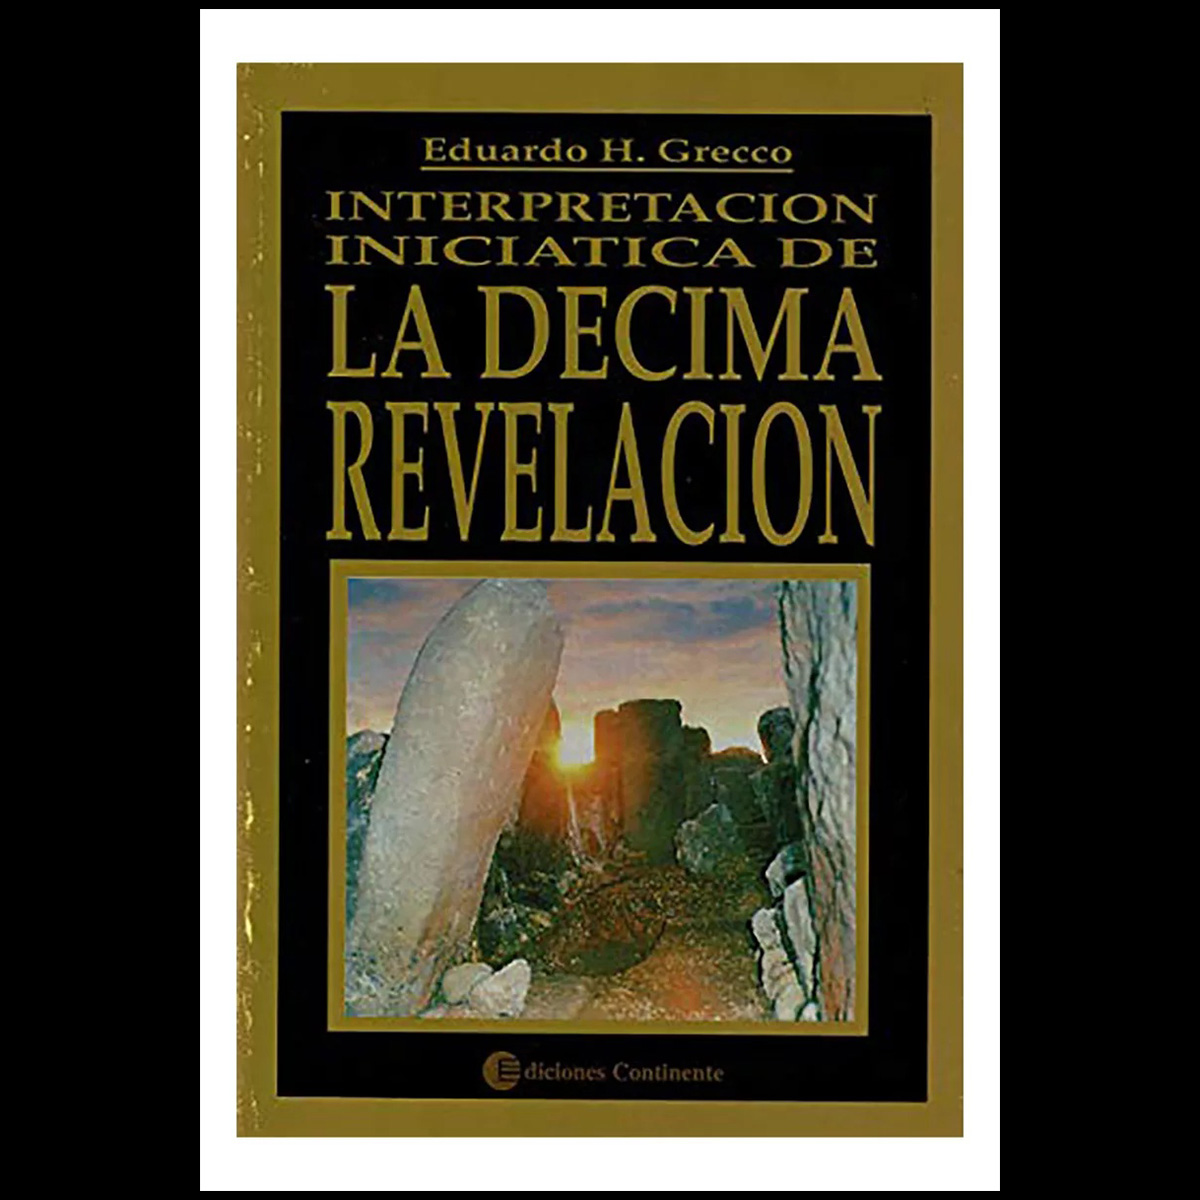 Eduardo H. Grecco
INTERPRETACION
INICIATICA DE
LA DECIMA
REVELACION
Ediciones Continente